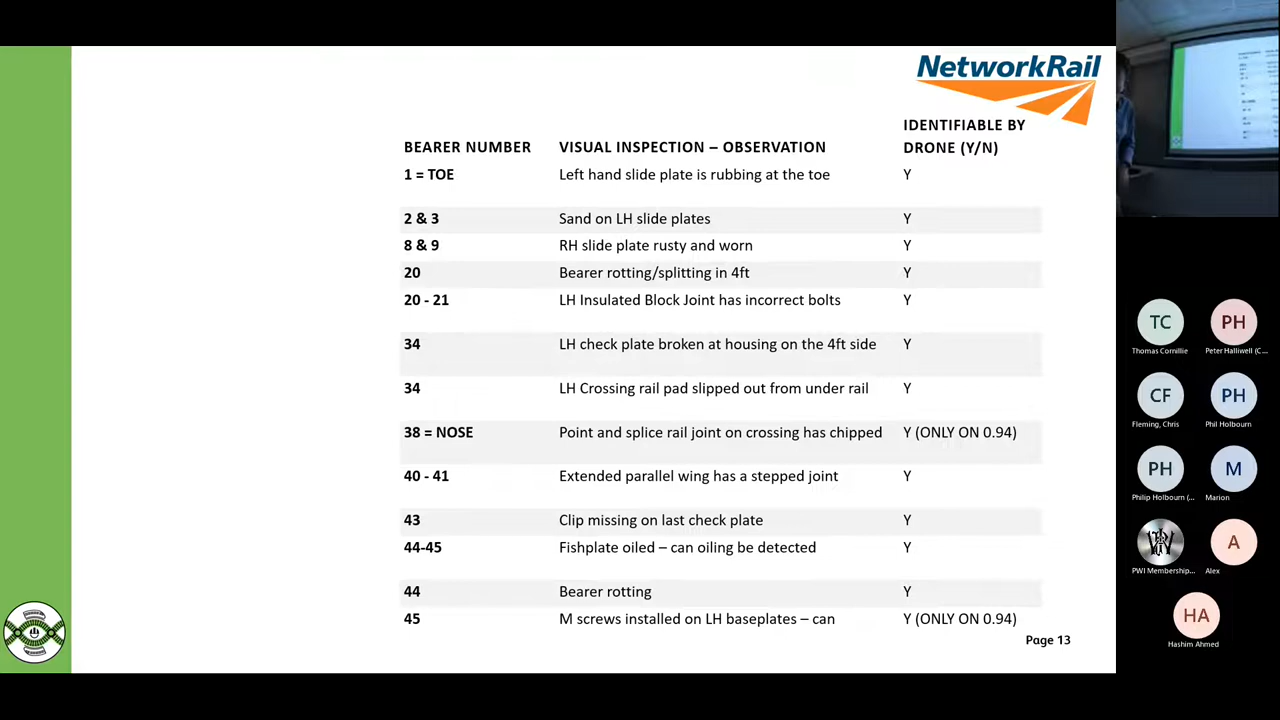 NetworkRail
BEARER NUMBER VISUAL INSPECTION – OBSERVATION IDENTIFIABLE BY DRONE (Y/N)
1 = TOE Left hand slide plate is rubbing at the toe Y
2 & 3 Sand on LH slide plates Y
8 & 9 RH slide plate rusty and worn Y
20 Bearer rotting/splitting in 4ft Y
20 - 21 LH Insulated Block Joint has incorrect bolts Y
34 LH check plate broken at housing on the 4ft side Y
34 LH Crossing rail pad slipped out from under rail Y
38 = NOSE Point and splice rail joint on crossing has chipped Y (ONLY ON 0.94)
40 - 41 Extended parallel wing has a stepped joint Y
43 Clip missing on last check plate Y
44-45 Fishplate oiled – can oiling be detected Y
44 Bearer rotting Y
45 M screws installed on LH baseplates – can Y (ONLY ON 0.94)
Page 13
TC PH
Thomas Cornillie Peter Halliwell (C...
CF PH
Fleming, Chris Phil Holbourn
PH M
Philip Holbourn (... Marion
A
PWI Membership... Alex
HA
Hashim Ahmed